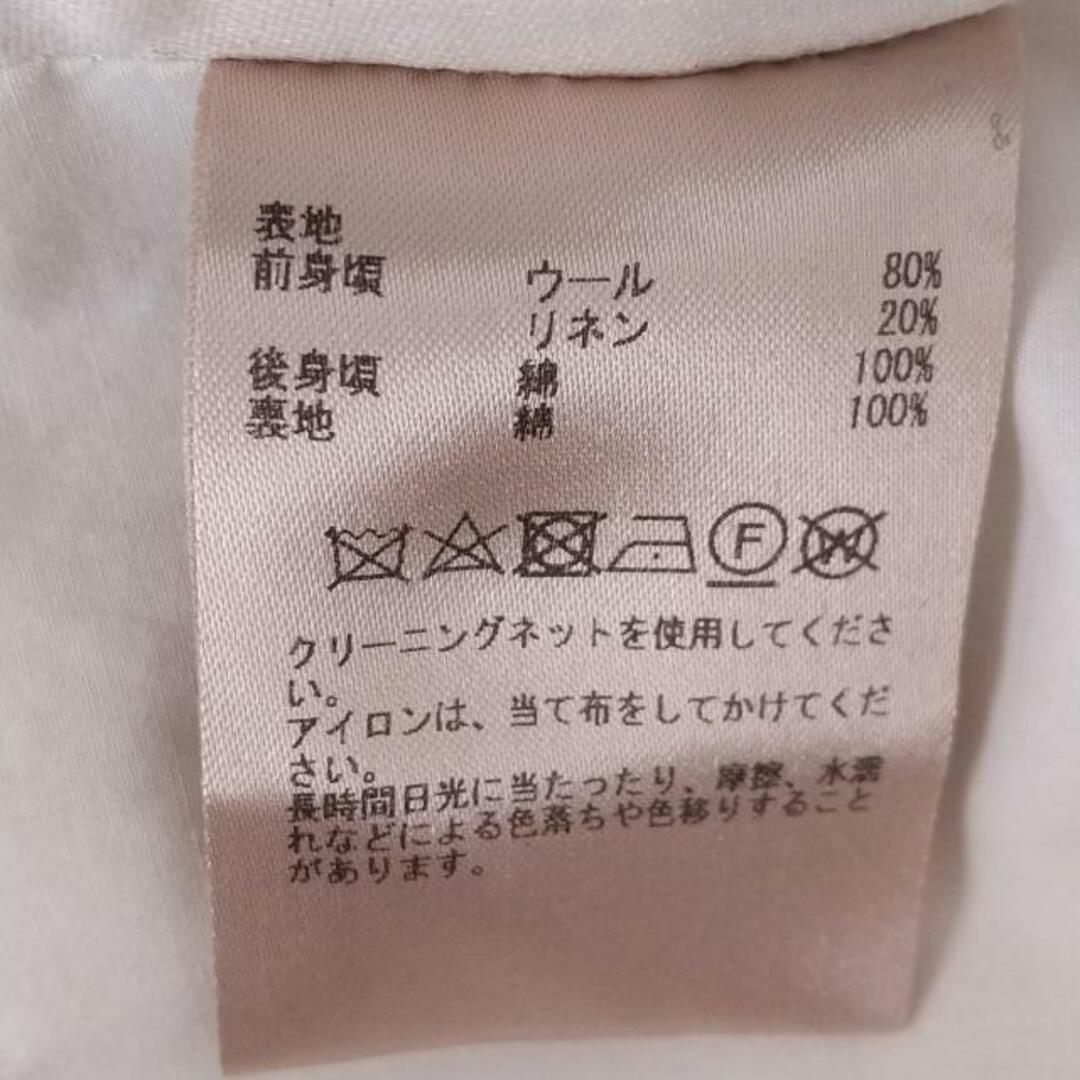 表地
前身頃 ウール 80%
リネン 20%
後身頃 綿 100%
裏地 綿 100%
F W
クリーニングネットを使用してくださ
い。
アイロンは、当て布をしてかけてくだ
さい。
長時間日光に当たったり、摩擦、水濡
れなどによる色落ちや色移りすること
があります。